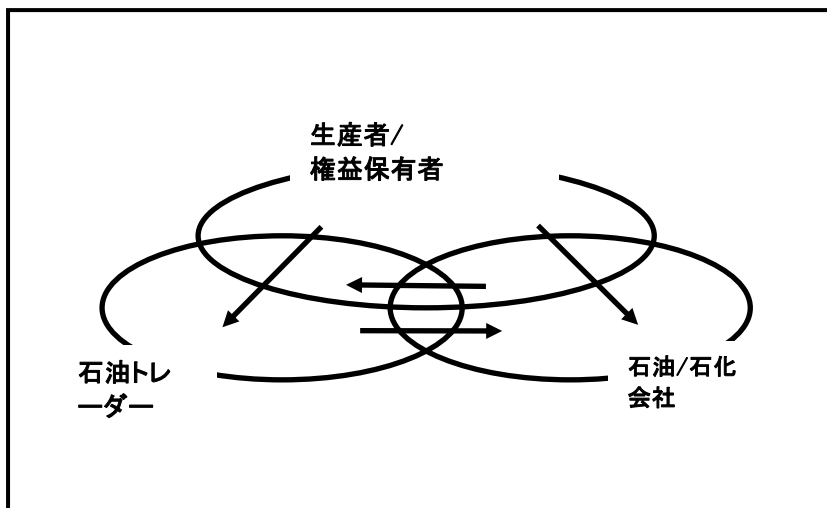 生産者/
権益保有者
石油トレ
ーダー
石油/石化
会社